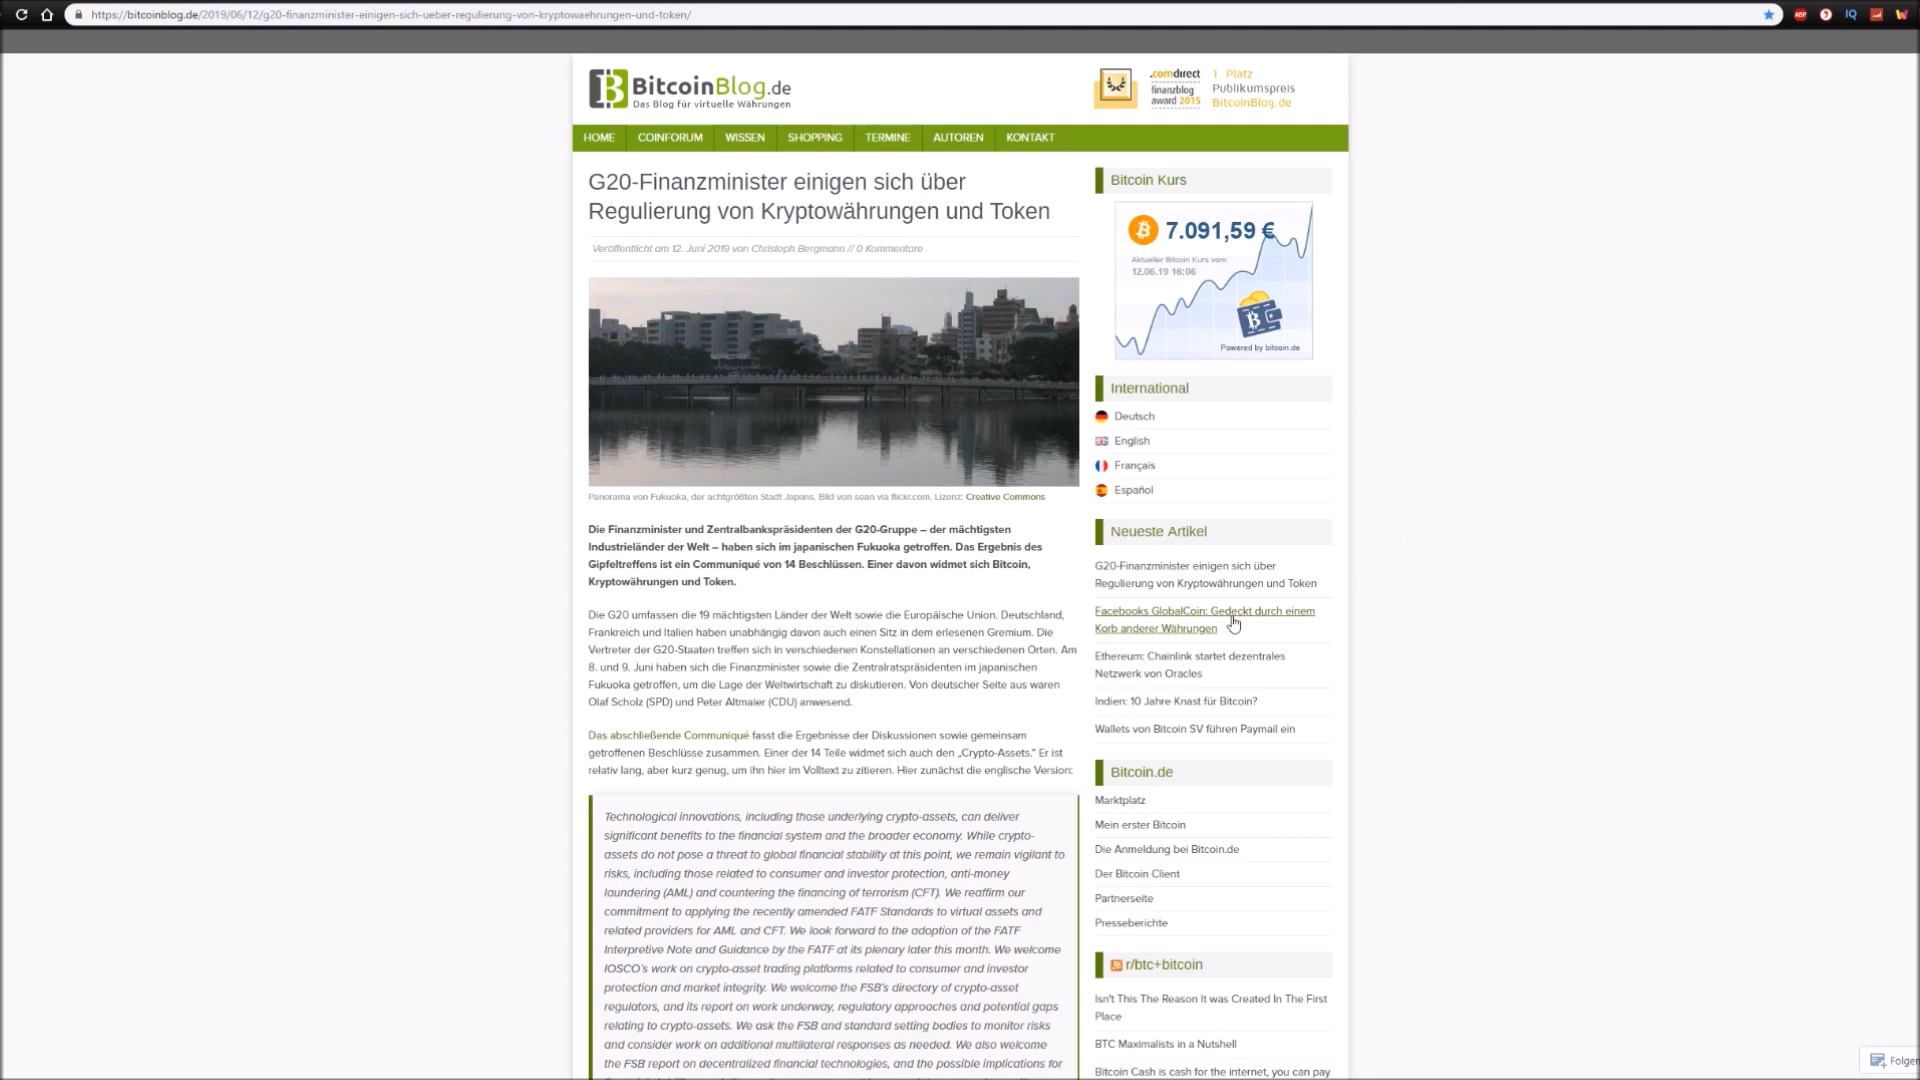 https://bitcoinblog.de/2019/06/12/g20-finanzminister-einigen-sich-ueber-regulierung-von-kryptowaehrungen-und-token/
ABP
IQ
BitcoinBlog.de
Das Blog für virtuelle Währungen
.comdirect
finanzblog
award 2015
1. Platz
Publikumspreis
BitcoinBlog.de
HOME
COINFORUM
WISSEN
SHOPPING
TERMINE
AUTOREN
KONTAKT
G20-Finanzminister einigen sich über
Regulierung von Kryptowährungen und Token
Veröffentlicht am 12. Juni 2019 von Christoph Bergmann // 0 Kommentare
Panorama von Fukuoka, der achtgrößten Stadt Japans. Bild von sean via flickr.com. Lizenz: Creative Commons
Die Finanzminister und Zentralbankspräsidenten der G20-Gruppe – der mächtigsten
Industrieländer der Welt – haben sich im japanischen Fukuoka getroffen. Das Ergebnis des
Gipfeltreffens ist ein Communiqué von 14 Beschlüssen. Einer davon widmet sich Bitcoin,
Kryptowährungen und Token.
Die G20 umfassen die 19 mächtigsten Länder der Welt sowie die Europäische Union. Deutschland,
Frankreich und Italien haben unabhängig davon auch einen Sitz in dem erlesenen Gremium. Die
Vertreter der G20-Staaten treffen sich in verschiedenen Konstellationen an verschiedenen Orten. Am
8. und 9. Juni haben sich die Finanzminister sowie die Zentralratspräsidenten im japanischen
Fukuoka getroffen, um die Lage der Weltwirtschaft zu diskutieren. Von deutscher Seite aus waren
Olaf Scholz (SPD) und Peter Altmaier (CDU) anwesend.
Das abschließende Communiqué fasst die Ergebnisse der Diskussionen sowie gemeinsam
getroffenen Beschlüsse zusammen. Einer der 14 Teile widmet sich auch den „Crypto-Assets.“ Er ist
relativ lang, aber kurz genug, um ihn hier im Volltext zu zitieren. Hier zunächst die englische Version:
Technological innovations, including those underlying crypto-assets, can deliver
significant benefits to the financial system and the broader economy. While crypto-
assets do not pose a threat to global financial stability at this point, we remain vigilant to
risks, including those related to consumer and investor protection, anti-money
laundering (AML) and countering the financing of terrorism (CFT). We reaffirm our
commitment to applying the recently amended FATF Standards to virtual assets and
related providers for AML and CFT. We look forward to the adoption of the FATF
Interpretive Note and Guidance by the FATF at its plenary later this month. We welcome
IOSCO's work on crypto-asset trading platforms related to consumer and investor
protection and market integrity. We welcome the FSB's directory of crypto-asset
regulators, and its report on work underway, regulatory approaches and potential gaps
relating to crypto-assets. We ask the FSB and standard setting bodies to monitor risks
and consider work on additional multilateral responses as needed. We also welcome
the FSB report on decentralized financial technologies, and the possible implications for
Bitcoin Kurs
7.091,59 €
Aktueller Bitcoin Kurs vom:
12.06.19 16:06
Powered by bitcoin.de
International
Deutsch
English
Français
Español
Neueste Artikel
G20-Finanzminister einigen sich über
Regulierung von Kryptowährungen und Token
Facebooks GlobalCoin: Gedeckt durch einem
Korb anderer Währungen
Ethereum: Chainlink startet dezentrales
Netzwerk von Oracles
Indien: 10 Jahre Knast für Bitcoin?
Wallets von Bitcoin SV führen Paymail ein
Bitcoin.de
Marktplatz
Mein erster Bitcoin
Die Anmeldung bei Bitcoin.de
Der Bitcoin Client
Partnerseite
Presseberichte
r/btc+bitcoin
Isn't This The Reason It was Created In The First
Place
BTC Maximalists in a Nutshell
Bitcoin Cash is cash for the internet, you can pay
Folgen